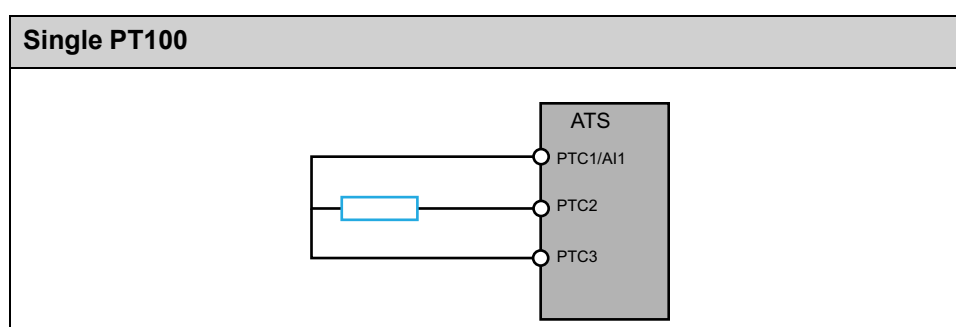 Single PT100
ATS
PTC1/AI1
PTC2
PTC3